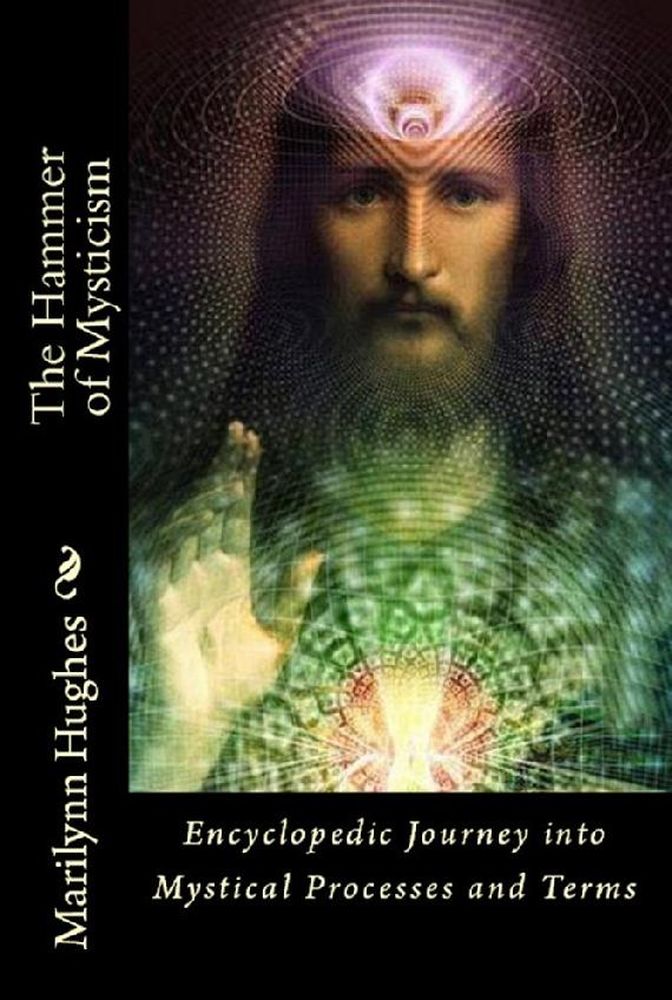 The Hammer
of Mysticism
Marilynn Hughes
Encyclopedic Journey into
Mystical Processes and Terms